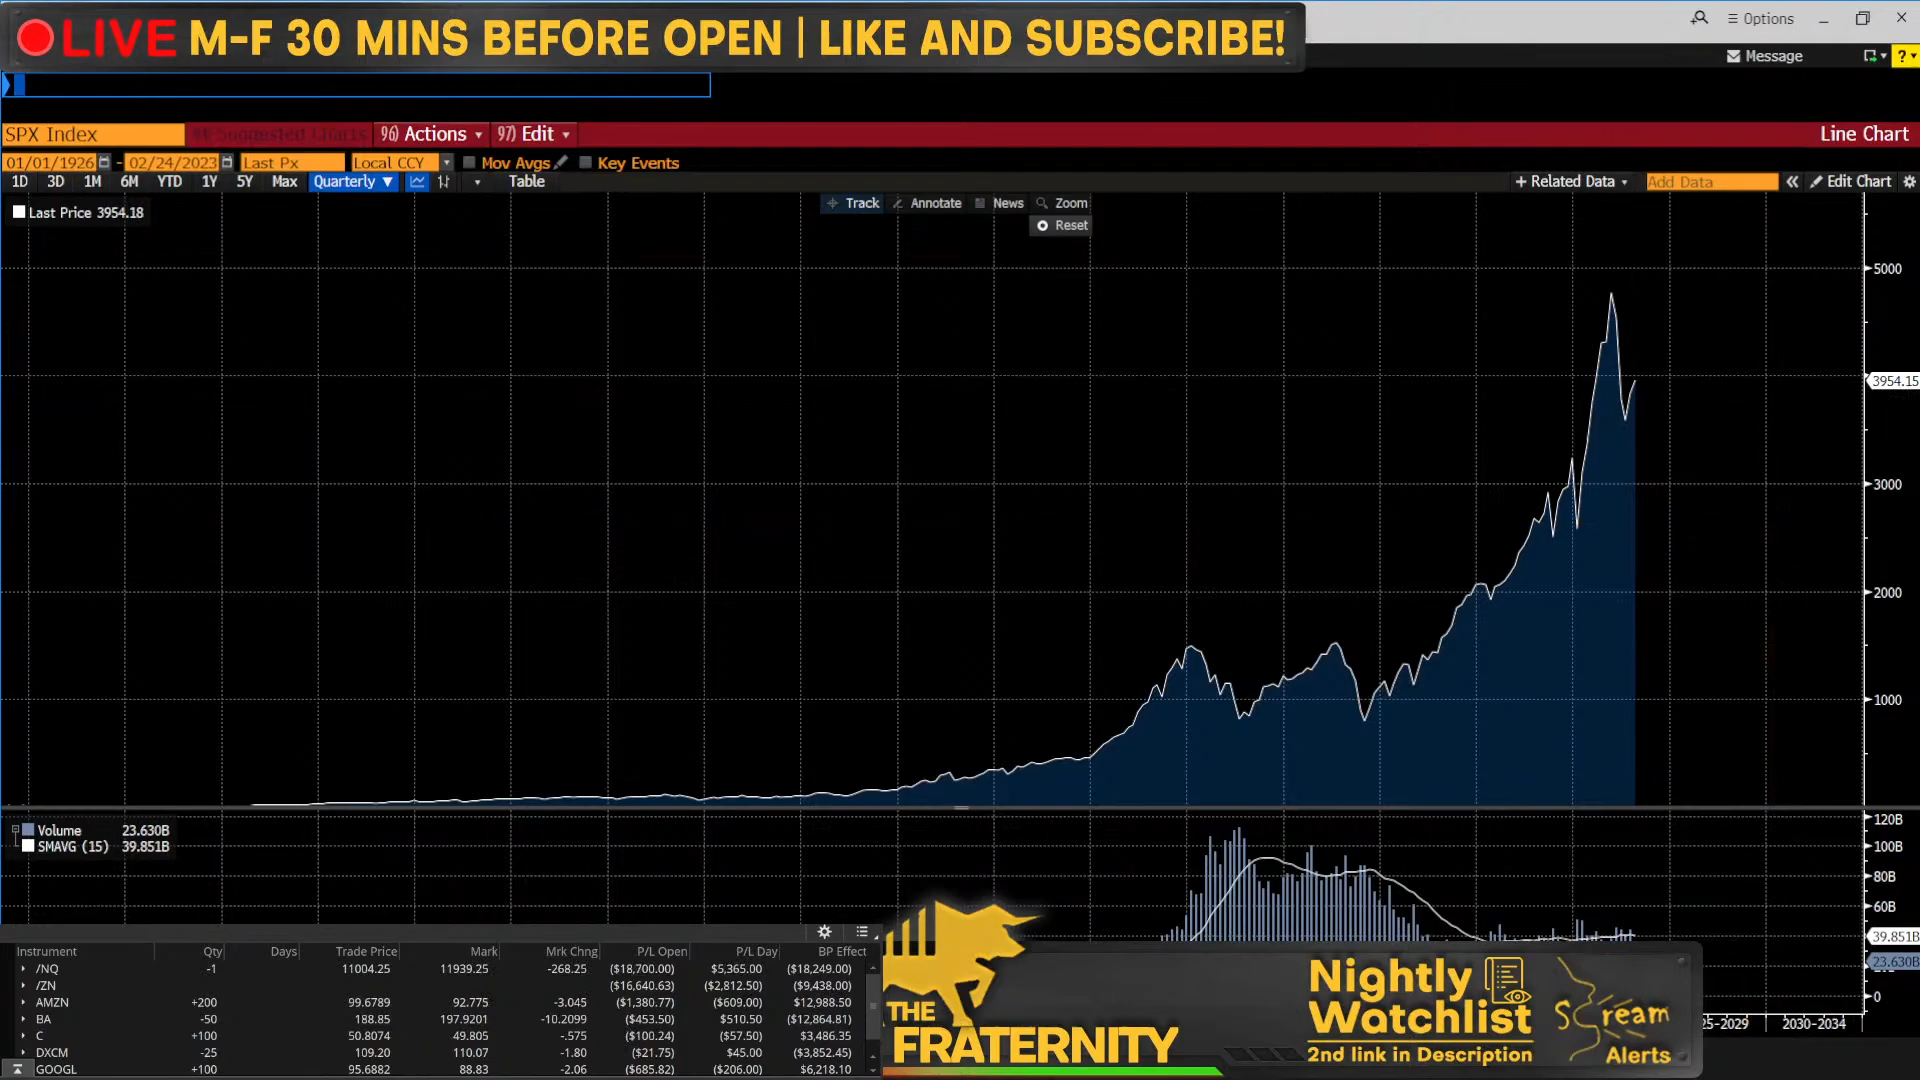 LIVE M-F 30 MINS BEFORE OPEN | LIKE AND SUBSCRIBE!
Options
Message
?
SPX Index
Suggested Charts
96) Actions
97) Edit
Line Chart
01/01/1926 - 02/24/2023 Last Px Local CCY Mov Avgs Key Events
1D 3D 1M 6M YTD 1Y 5Y Max Quarterly ▼ Table
+ Related Data Add Data « Edit Chart
Track Annotate News Zoom
Reset
Last Price 3954.18
5000
3954.15
3000
2000
1000
Volume 23.630B
SMAVG (15) 39.851B
120B
100B
80B
60B
39.851B
23.630B
0
25-2029 2030-2034
Instrument Qty Days Trade Price Mark Mrk Chng P/L Open P/L Day BP Effect
/NQ -1 11004.25 11939.25 -268.25 ($18,700.00) $5,365.00 ($18,249.00)
/ZN ($16,640.63) ($2,812.50) ($9,438.00)
AMZN +200 99.6789 92.775 -3.045 ($1,380.77) ($609.00) $12,988.50
BA -50 188.85 197.9201 -10.2099 ($453.50) $510.50 ($12,864.81)
C +100 50.8074 49.805 -.575 ($100.24) ($57.50) $3,486.35
DXCM -25 109.20 110.07 -1.80 ($21.75) $45.00 ($3,852.45)
GOOGL +100 95.6882 88.83 -2.06 ($685.82) ($206.00) $6,218.10
THE
FRATERNITY
Nightly
Watchlist
2nd link in Description
Scream
Alerts